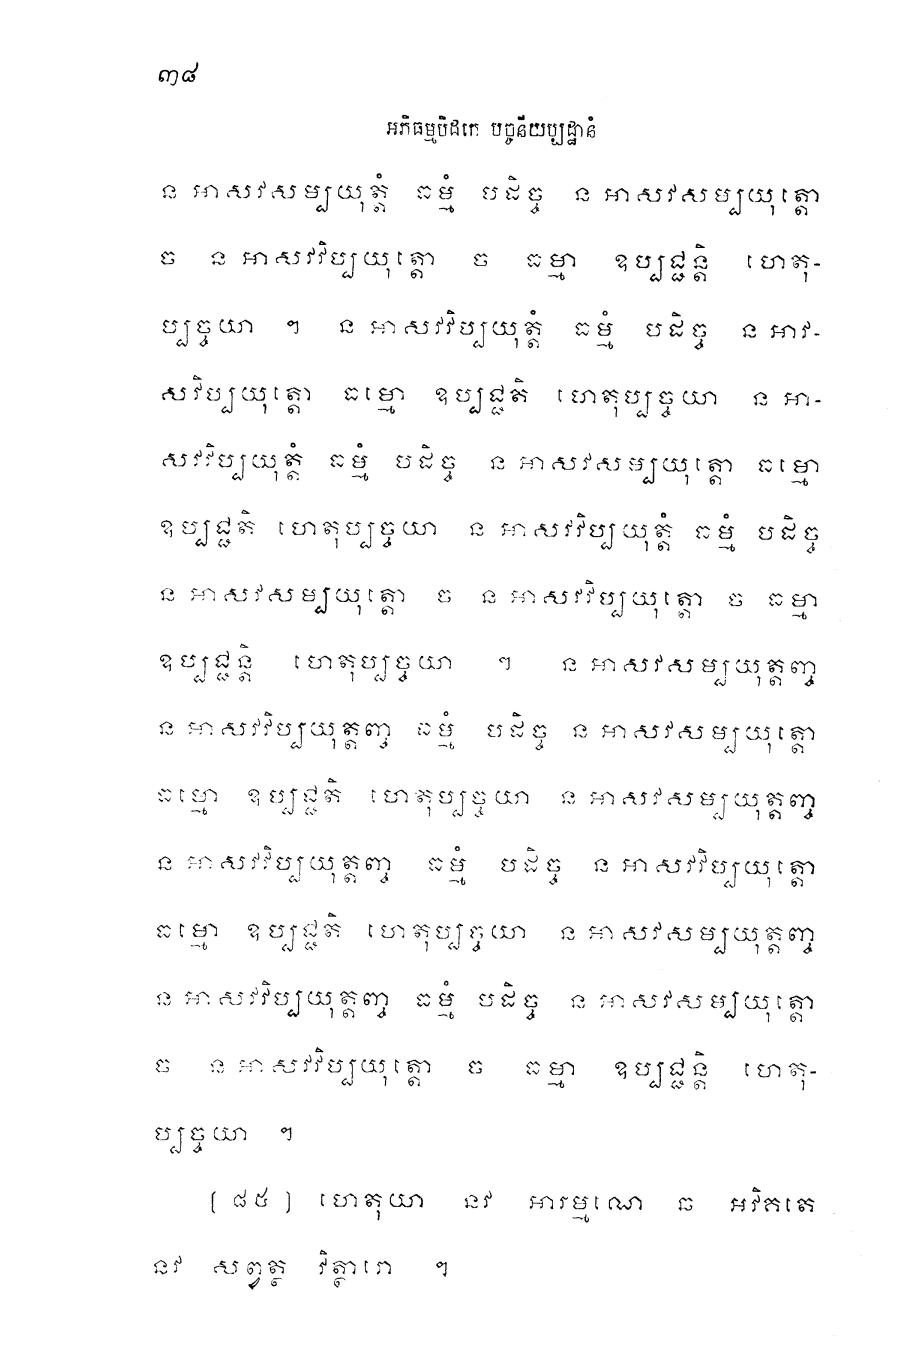 ៣៨
អភិធម្មបិដកេ បច្ចនីយប្បដ្ឋានំ
ន អាសវសម្បយុត្តំ ធម្មំ បដិច្ច ន អាសវសម្បយុត្តោ
ច ន អាសវវិប្បយុត្តោ ច ធម្មា ឧប្បជ្ជន្តិ ហេតុ-
ប្បច្ចយា ។ ន អាសវវិប្បយុត្តំ ធម្មំ បដិច្ច ន អាវ-
សវិប្បយុត្តោ ធម្មោ ឧប្បជ្ជតិ ហេតុប្បច្ចយា ន អា-
សវវិប្បយុត្តំ ធម្មំ បដិច្ច ន អាសវសម្បយុត្តោ ធម្មោ
ឧប្បជ្ជតិ ហេតុប្បច្ចយា ន អាសវវិប្បយុត្តំ ធម្មំ បដិច្ច
ន អាសវសម្បយុត្តោ ច ន អាសវវិប្បយុត្តោ ច ធម្មា
ឧប្បជ្ជន្តិ ហេតុប្បច្ចយា ។ ន អាសវសម្បយុត្តញ្ច
ន អាសវវិប្បយុត្តញ្ច ធម្មំ បដិច្ច ន អាសវសម្បយុត្តោ
ធម្មោ ឧប្បជ្ជតិ ហេតុប្បច្ចយា ន អាសវសម្បយុត្តញ្ច
ន អាសវវិប្បយុត្តញ្ច ធម្មំ បដិច្ច ន អាសវវិប្បយុត្តោ
ធម្មោ ឧប្បជ្ជតិ ហេតុប្បច្ចយា ន អាសវសម្បយុត្តញ្ច
ន អាសវវិប្បយុត្តញ្ច ធម្មំ បដិច្ច ន អាសវសម្បយុត្តោ
ច ន អាសវវិប្បយុត្តោ ច ធម្មា ឧប្បជ្ជន្តិ ហេតុ-
ប្បច្ចយា ។
[ ៨៥ ] ហេតុយា នវ អារម្មណេ ឆ អវិគតេ
នវ សព្វត្ថ វិត្ថារោ ។